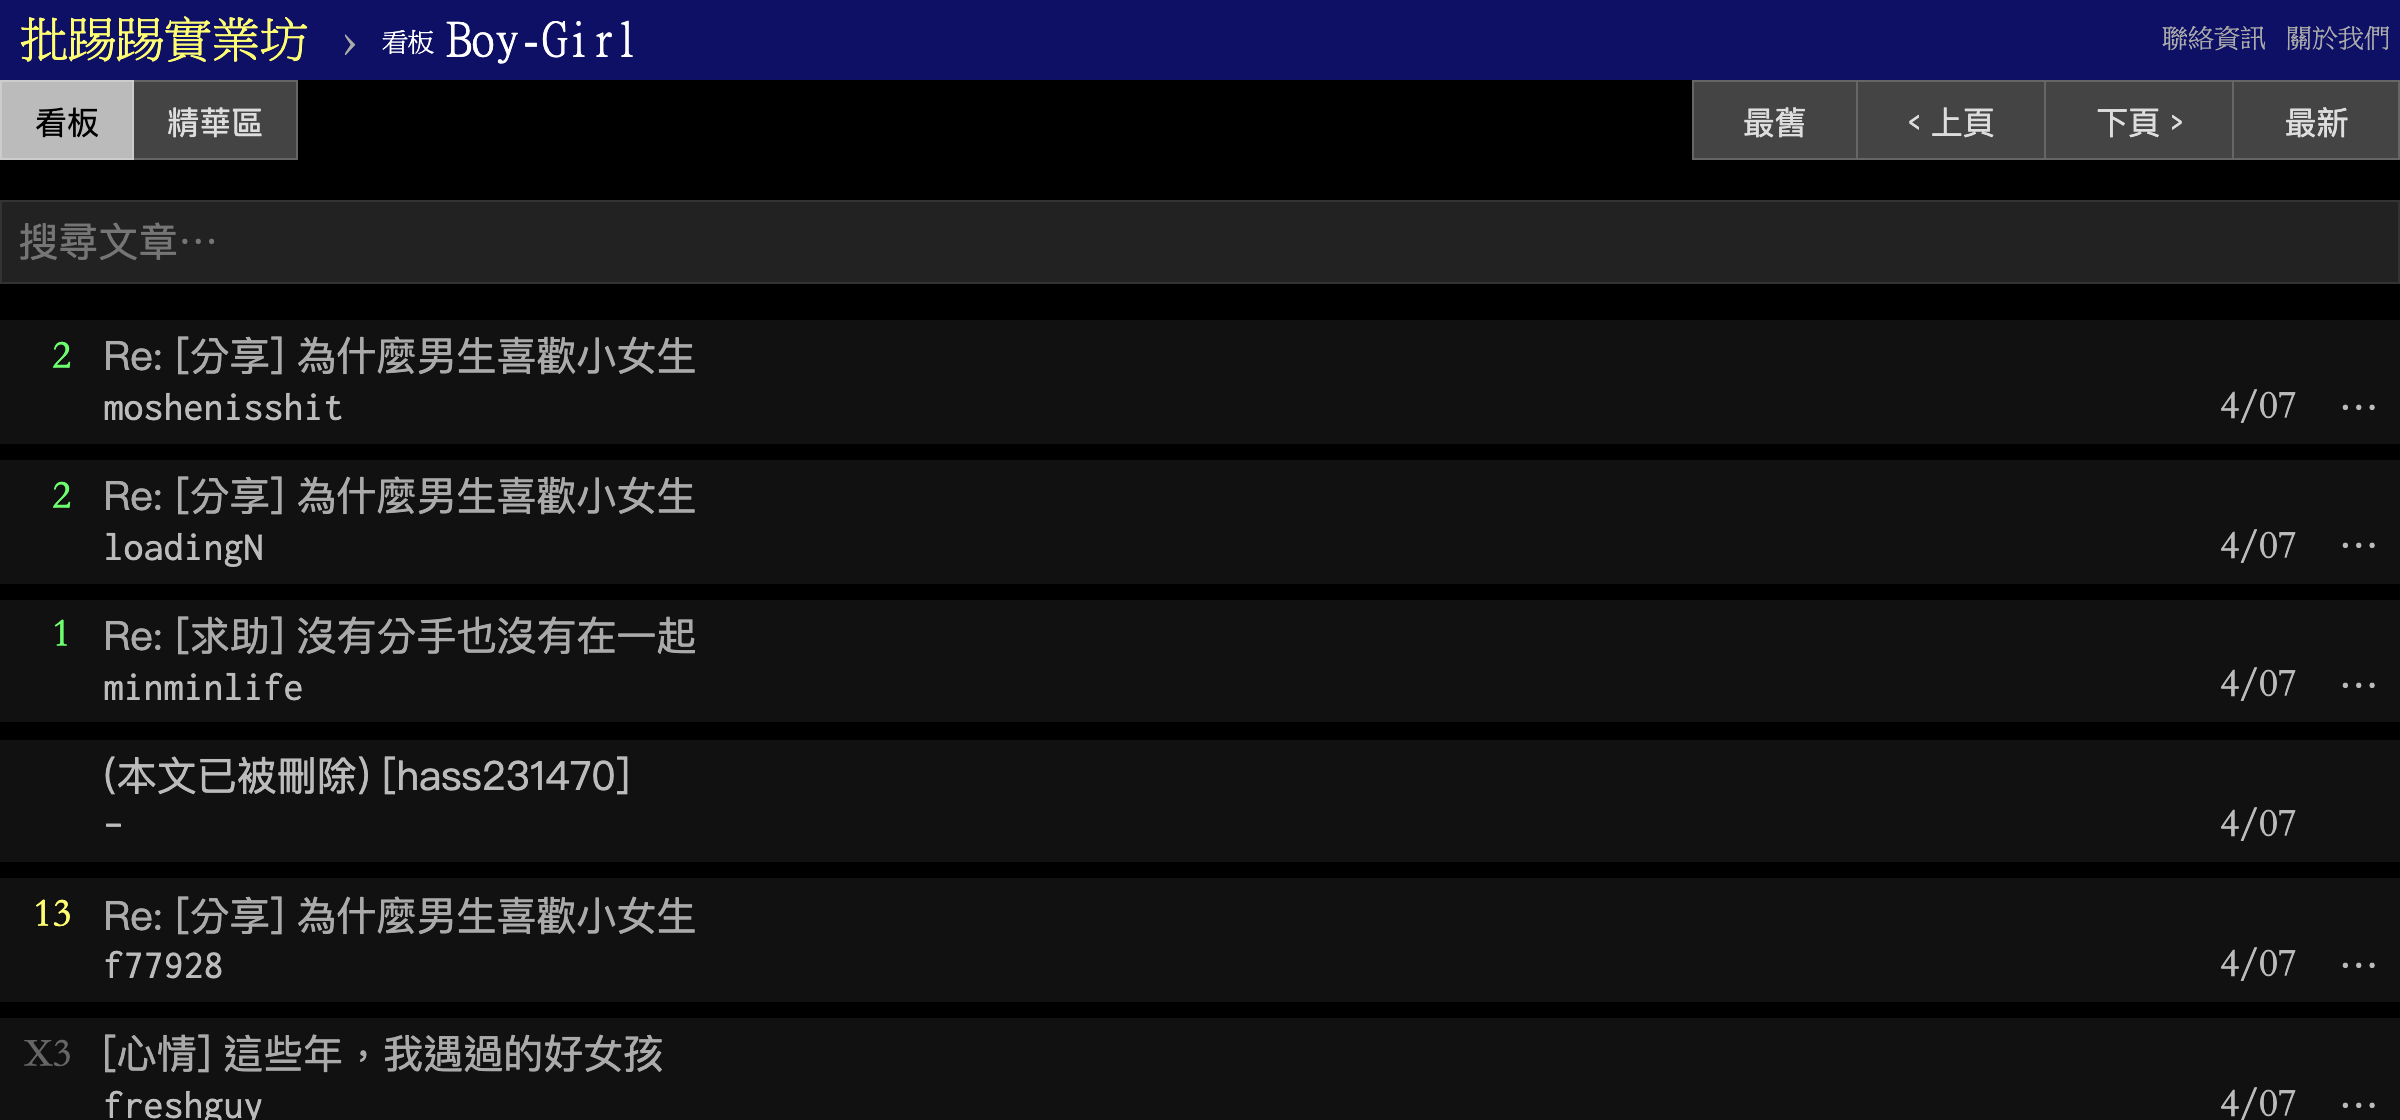 批踢踢實業坊 › 看板 Boy-Girl 聯絡資訊 關於我們
看板 精華區 最舊 ‹ 上頁 下頁 › 最新
搜尋文章⋯
2 Re: [分享] 為什麼男生喜歡小女生
moshenisshit 4/07 ⋯
2 Re: [分享] 為什麼男生喜歡小女生
loadingN 4/07 ⋯
1 Re: [求助] 沒有分手也沒有在一起
minminlife 4/07 ⋯
(本文已被刪除) [hass231470]
- 4/07
13 Re: [分享] 為什麼男生喜歡小女生
f77928 4/07 ⋯
X3 [心情] 這些年，我遇過的好女孩
freshguy 4/07 ⋯